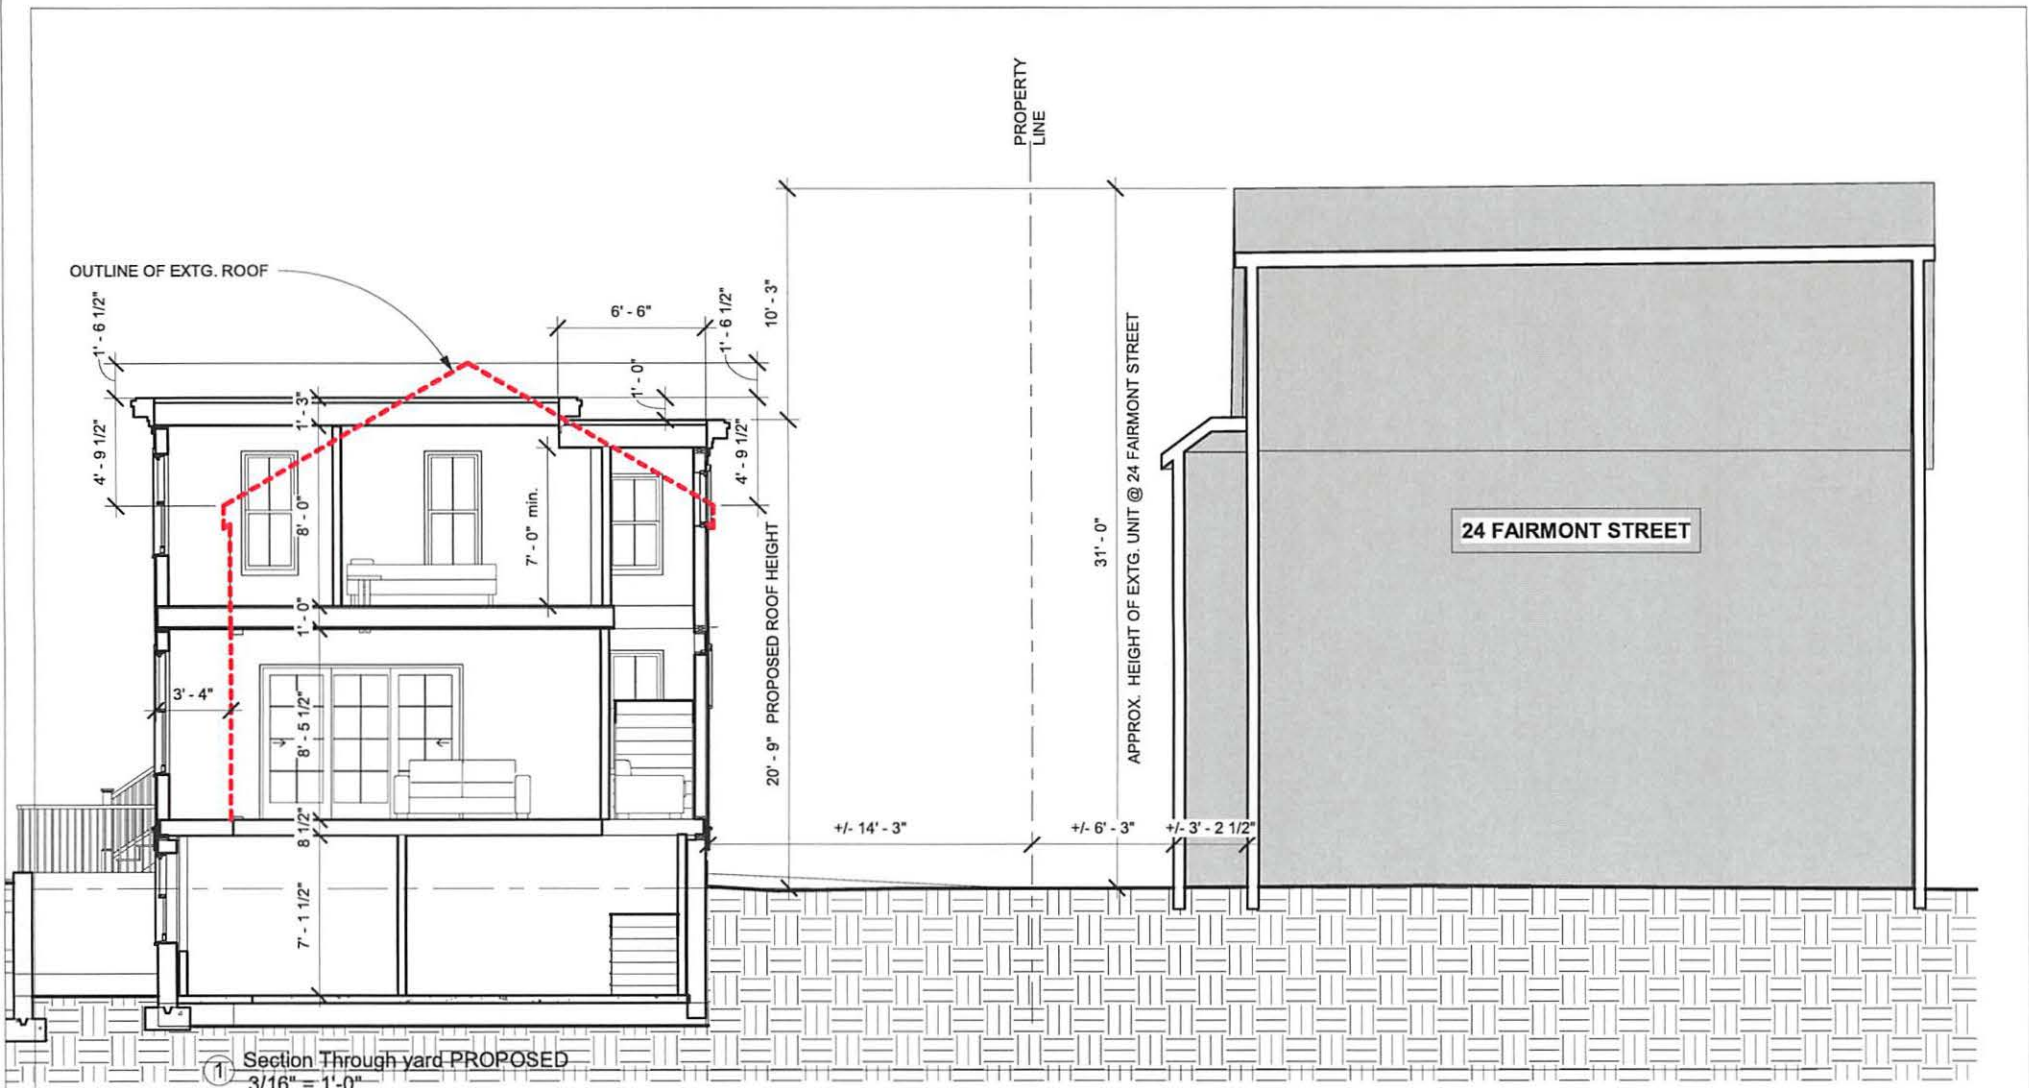 PROPERTY
LINE
OUTLINE OF EXTG. ROOF
1' - 6 1/2"
4' - 9 1/2"
6' - 6"
1' - 6 1/2"
10' - 3"
1' - 0"
1' - 3"
4' - 9 1/2"
8' - 0"
7' - 0" min.
1' - 0"
3' - 4"
8' - 5 1/2"
8 1/2"
7' - 1 1/2"
20' - 9" PROPOSED ROOF HEIGHT
31' - 0"
APPROX. HEIGHT OF EXTG. UNIT @ 24 FAIRMONT STREET
24 FAIRMONT STREET
+/- 14' - 3"
+/- 6' - 3"
+/- 3' - 2 1/2"
1 Section Through yard PROPOSED
3/16" = 1'-0"